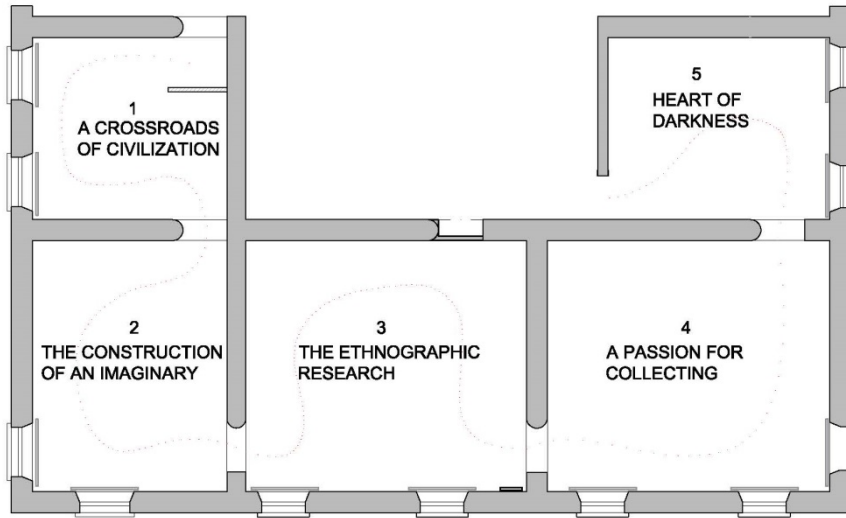 1
A CROSSROADS
OF CIVILIZATION
2
THE CONSTRUCTION
OF AN IMAGINARY
3
THE ETHNOGRAPHIC
RESEARCH
4
A PASSION FOR
COLLECTING
5
HEART OF
DARKNESS